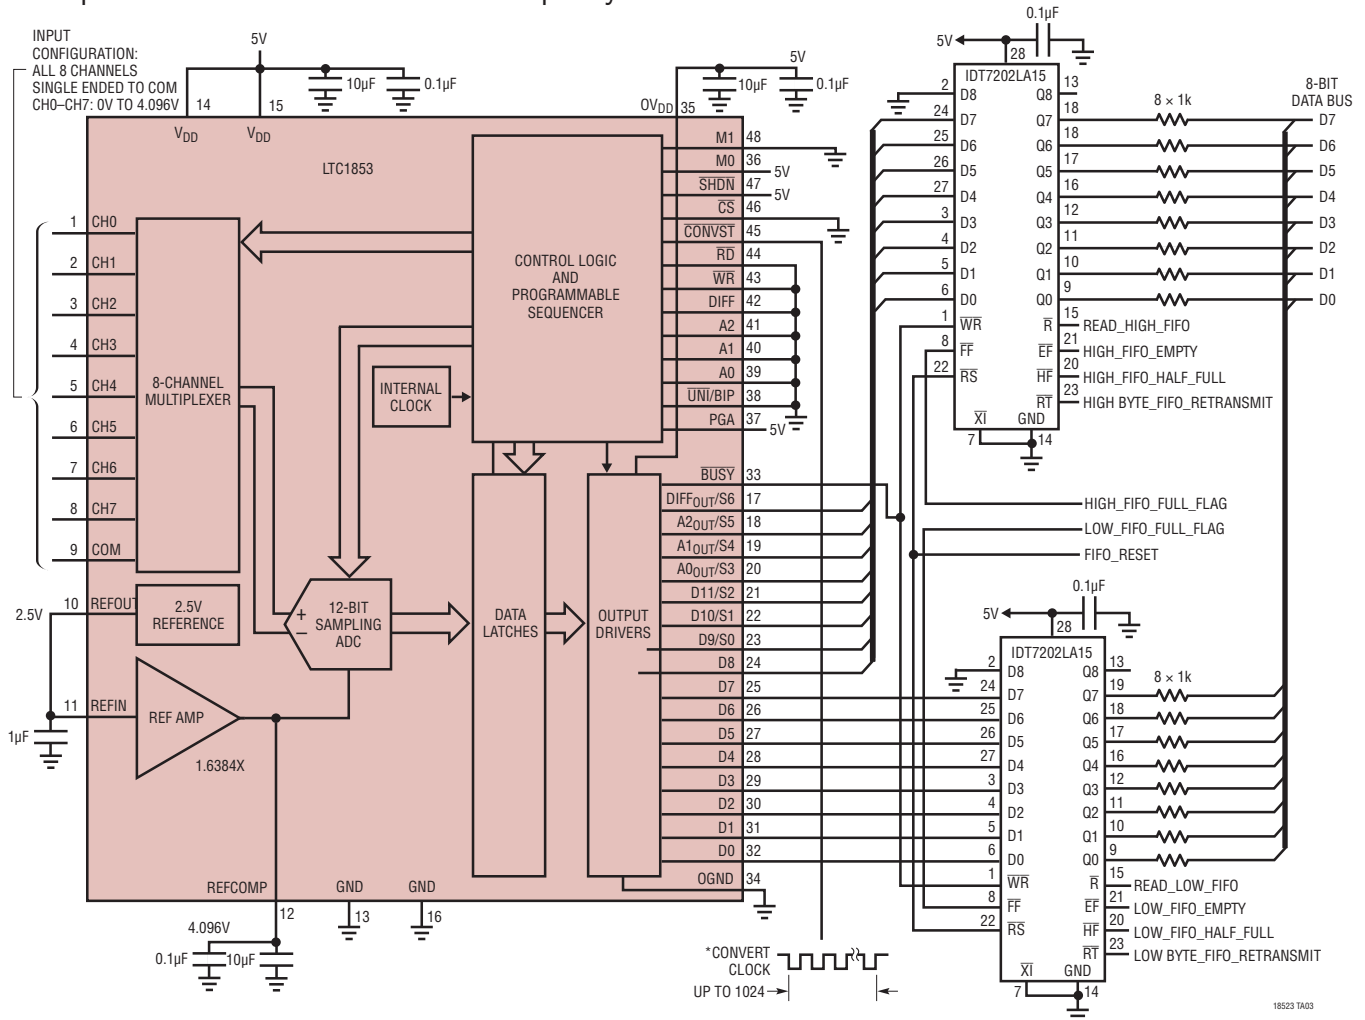 INPUT
CONFIGURATION:
ALL 8 CHANNELS
SINGLE ENDED TO COM
CH0–CH7: 0V TO 4.096V
5V
10µF
0.1µF
14
15
VDD
VDD
LTC1853
5V
10µF
0.1µF
OVDD 35
M1 48
M0 36
5V
SHDN 47
5V
CS 46
CONVST 45
RD 44
WR 43
DIFF 42
A2 41
A1 40
A0 39
UNI/BIP 38
PGA 37
5V
CONTROL LOGIC
AND
PROGRAMMABLE
SEQUENCER
INTERNAL
CLOCK
1 CH0
2 CH1
3 CH2
4 CH3
5 CH4
6 CH5
7 CH6
8 CH7
9 COM
8-CHANNEL
MULTIPLEXER
2.5V
10 REFOUT
2.5V
REFERENCE
11 REFIN
1µF
REF AMP
1.6384X
+
−
12-BIT
SAMPLING
ADC
DATA
LATCHES
OUTPUT
DRIVERS
BUSY 33
DIFFOUT/S6 17
A2OUT/S5 18
A1OUT/S4 19
A0OUT/S3 20
D11/S2 21
D10/S1 22
D9/S0 23
D8 24
D7 25
D6 26
D5 27
D4 28
D3 29
D2 30
D1 31
D0 32
OGND 34
REFCOMP
GND
GND
12
13
16
4.096V
0.1µF
10µF
*CONVERT
CLOCK
UP TO 1024
0.1µF
5V
28
IDT7202LA15
2 D8
24 D7
25 D6
26 D5
27 D4
3 D3
4 D2
5 D1
6 D0
1 WR
8 FF
22 RS
Q8 13
Q7 18
Q6 18
Q5 17
Q4 16
Q3 12
Q2 11
Q1 10
Q0 9
R 15 READ_HIGH_FIFO
EF 21 HIGH_FIFO_EMPTY
HF 20 HIGH_FIFO_HALF_FULL
RT 23 HIGH BYTE_FIFO_RETRANSMIT
XI
GND
7
14
8 × 1k
8-BIT
DATA BUS
D7
D6
D5
D4
D3
D2
D1
D0
HIGH_FIFO_FULL_FLAG
LOW_FIFO_FULL_FLAG
FIFO_RESET
0.1µF
5V
28
IDT7202LA15
2 D8
24 D7
25 D6
26 D5
27 D4
3 D3
4 D2
5 D1
6 D0
1 WR
8 FF
22 RS
Q8 13
Q7 19
Q6 18
Q5 17
Q4 16
Q3 12
Q2 11
Q1 10
Q0 9
R 15 READ_LOW_FIFO
EF 21 LOW_FIFO_EMPTY
HF 20 LOW_FIFO_HALF_FULL
RT 23 LOW BYTE_FIFO_RETRANSMIT
XI
GND
7
14
8 × 1k
18523 TA03